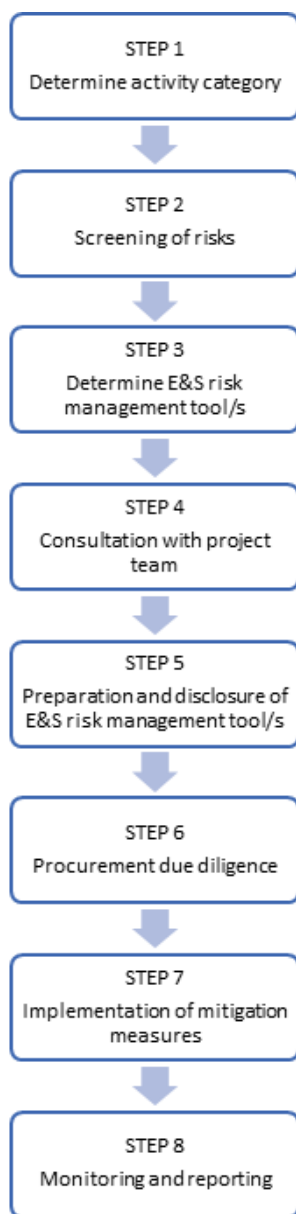 STEP 1
Determine activity category
STEP 2
Screening of risks
STEP 3
Determine E&S risk
management tool/s
STEP 4
Consultation with project
team
STEP 5
Preparation and disclosure of
E&S risk management tool/s
STEP 6
Procurement due diligence
STEP 7
Implementation of mitigation
measures
STEP 8
Monitoring and reporting